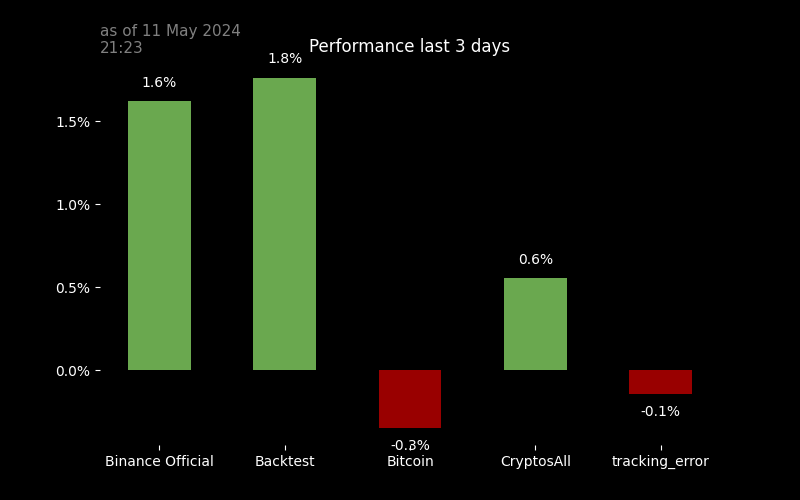 as of 11 May 2024
21:23
Performance last 3 days
1.6%
1.8%
-0.3%
0.6%
-0.1%
1.5%
1.0%
0.5%
0.0%
Binance Official
Backtest
Bitcoin
CryptosAll
tracking_error